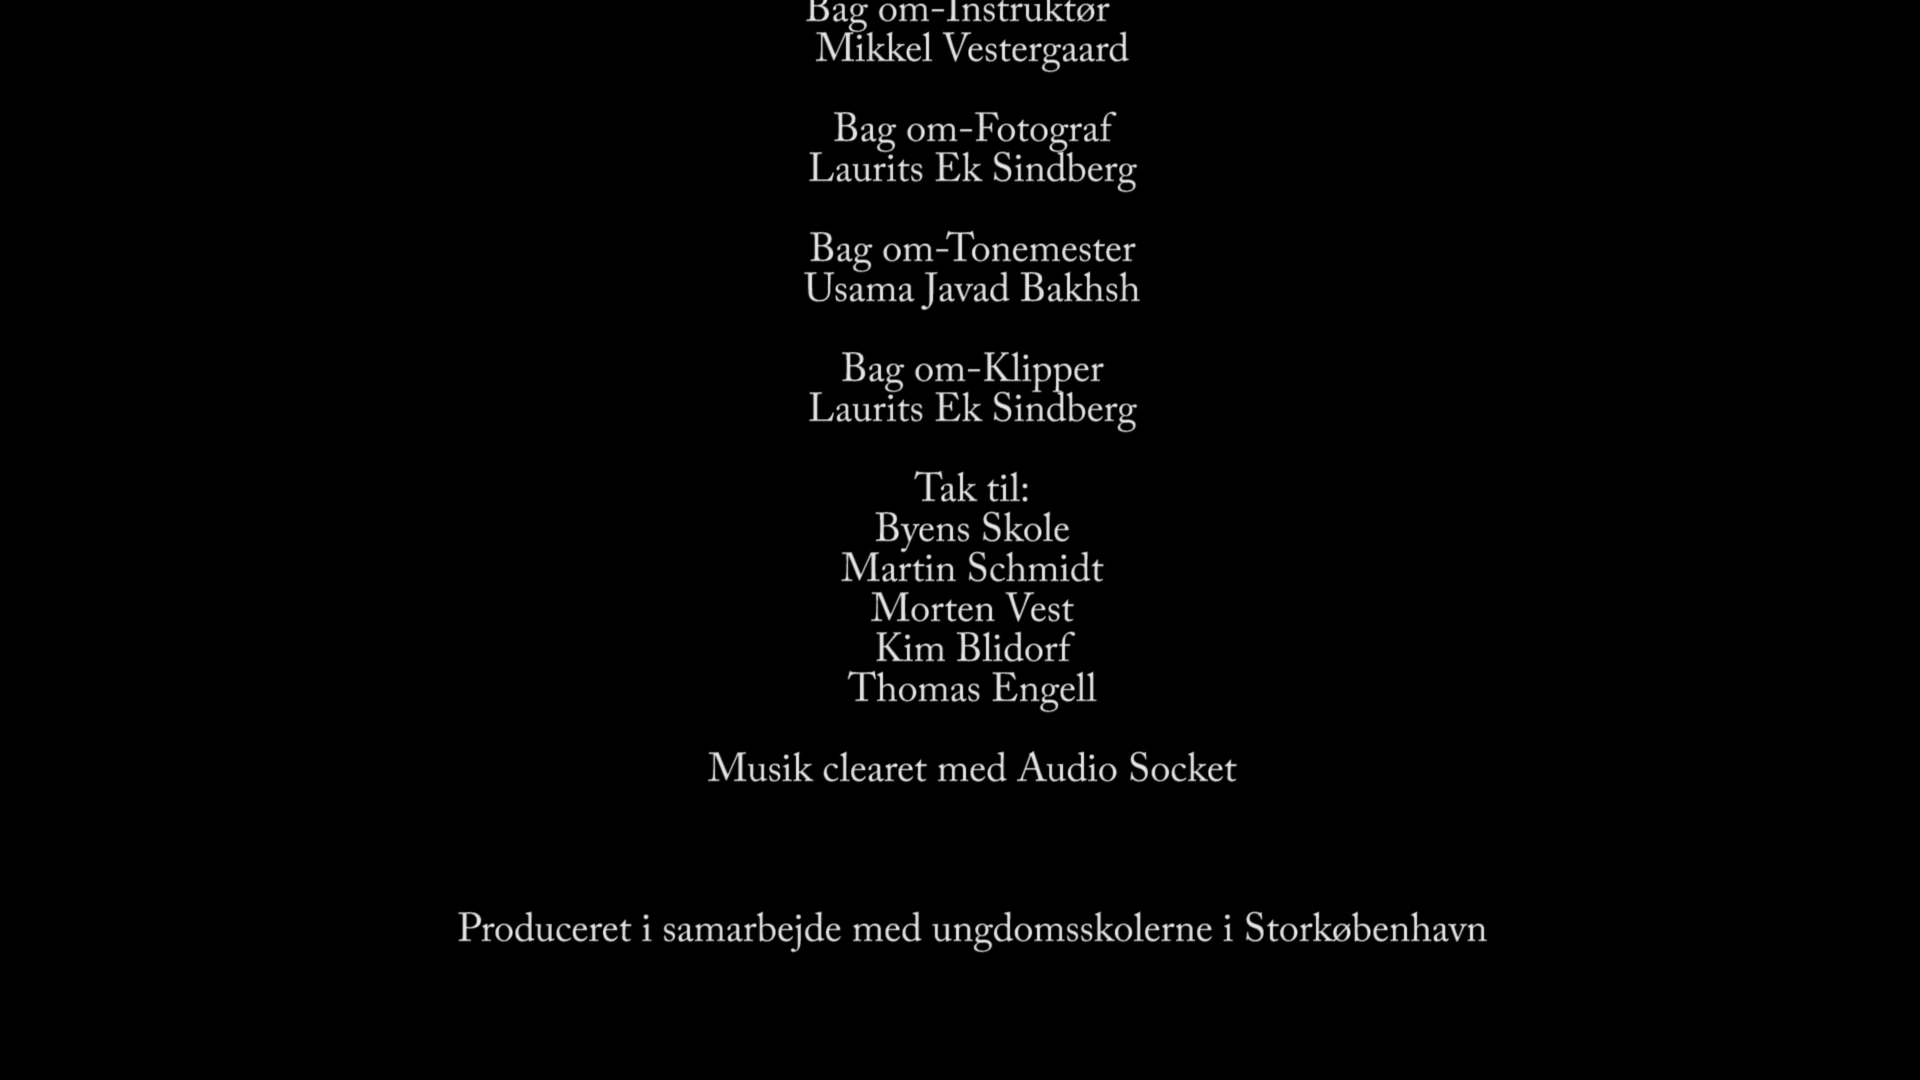 Bag om-Instruktør
Mikkel Vestergaard
Bag om-Fotograf
Laurits Ek Sindberg
Bag om-Tonemester
Usama Javad Bakhsh
Bag om-Klipper
Laurits Ek Sindberg
Tak til:
Byens Skole
Martin Schmidt
Morten Vest
Kim Blidorf
Thomas Engell
Musik clearet med Audio Socket
Produceret i samarbejde med ungdomsskolerne i Storkøbenhavn